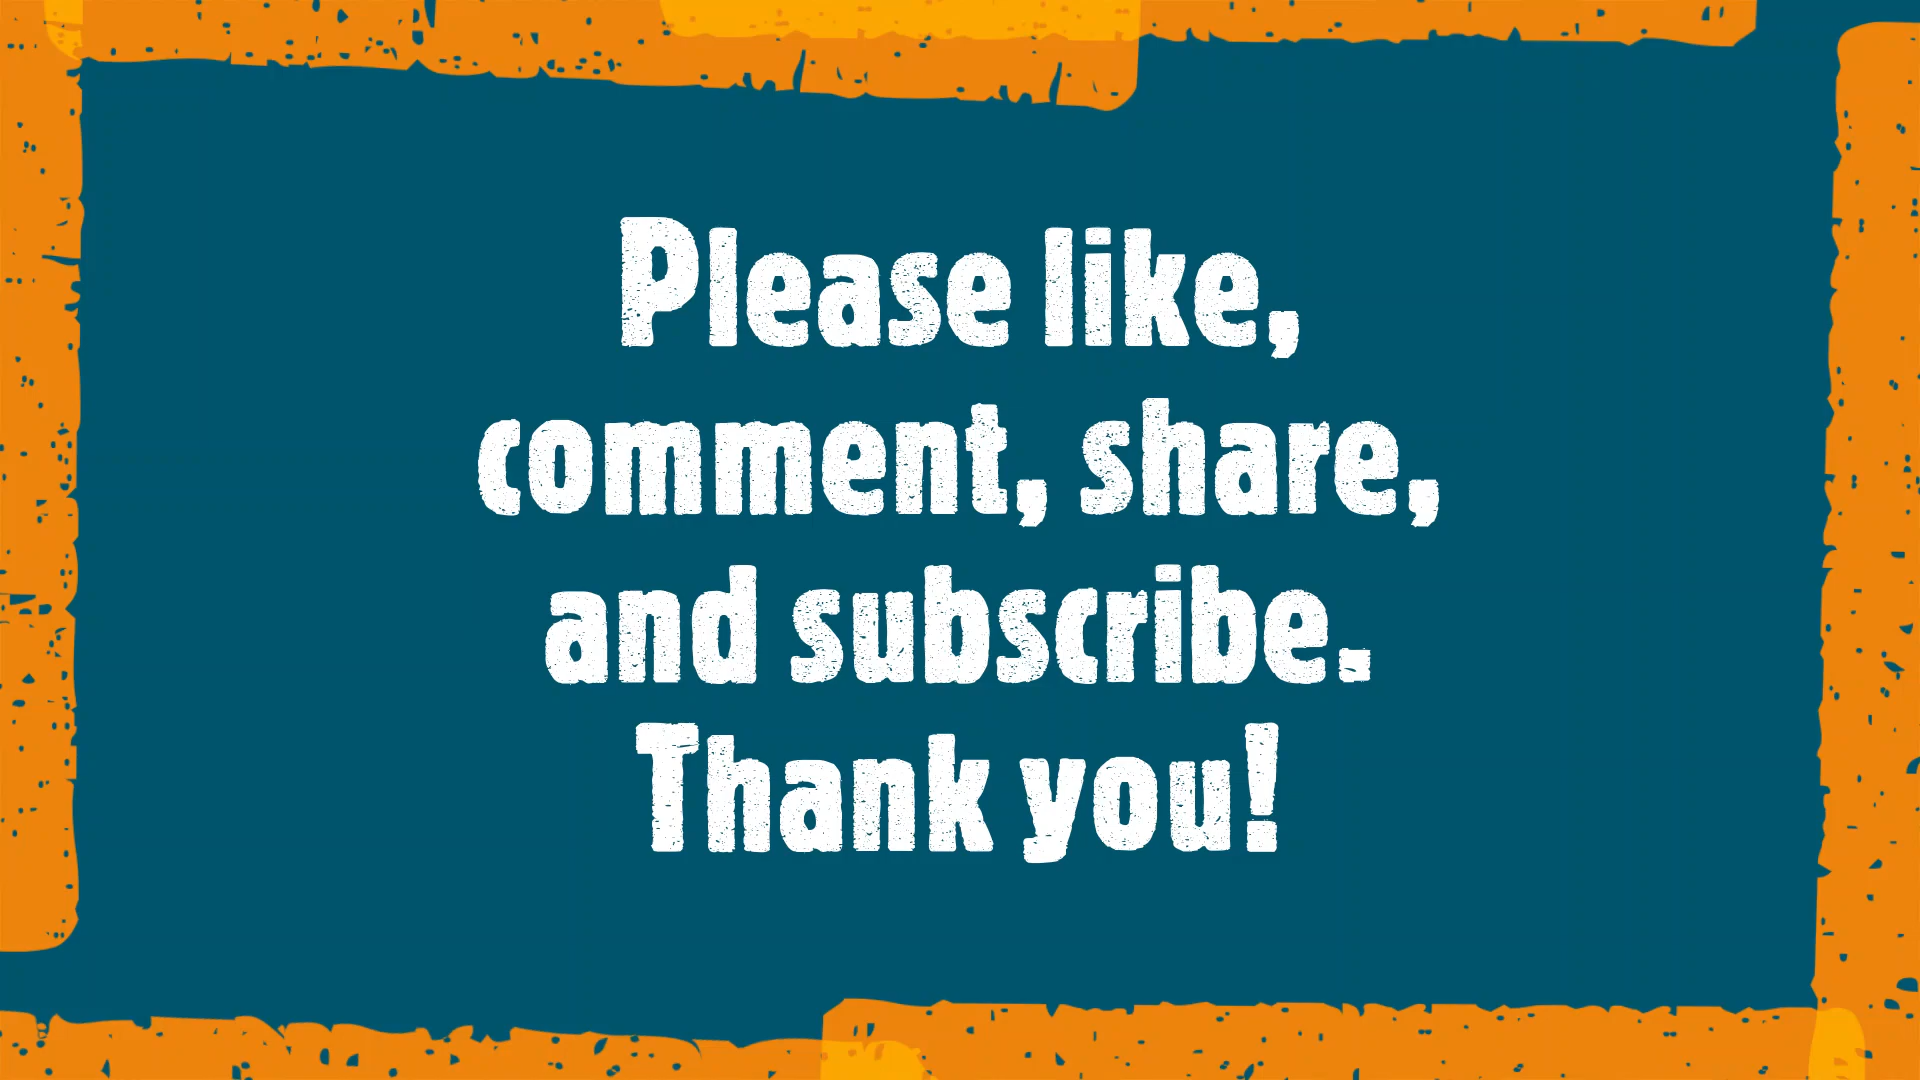 Please like,
comment, share,
and subscribe.
Thank you!